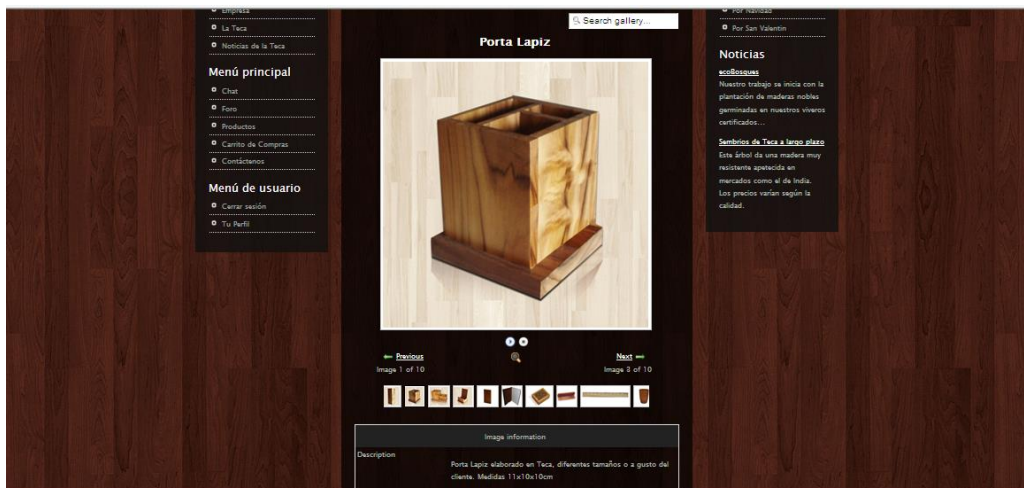 Empresa
La Teca
Noticias de la Teca
Menú principal
Chat
Foro
Productos
Carrito de Compras
Contáctenos
Menú de usuario
Cerrar sesión
Tu Perfil
Search gallery...
Porta Lapiz
Previous
Next
Image 1 of 10
Image 3 of 10
Image information
Description
Porta Lapiz elaborado en Teca, diferentes tamaños o a gusto del
cliente. Medidas 11x10x10cm
Por Navidad
Por San Valentin
Noticias
ecoBosques
Nuestro trabajo se inicia con la
plantación de maderas nobles
germinadas en nuestros viveros
certificados...
Sembrios de Teca a largo plazo
Este árbol da una madera muy
resistente apetecida en
mercados como el de India.
Los precios varían según la
calidad.